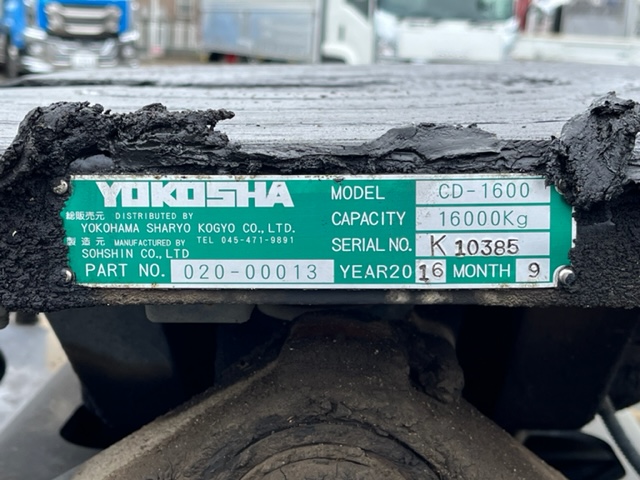 YOKOSHA
総販売元 DISTRIBUTED BY
YOKOHAMA SHARYO KOGYO CO., LTD.
製造元 MANUFACTURED BY TEL 045-471-9891
SOHSHIN CO., LTD
PART NO. 020-00013
MODEL CD-1600
CAPACITY 16000Kg
SERIAL NO. K 10385
YEAR2016 MONTH 9